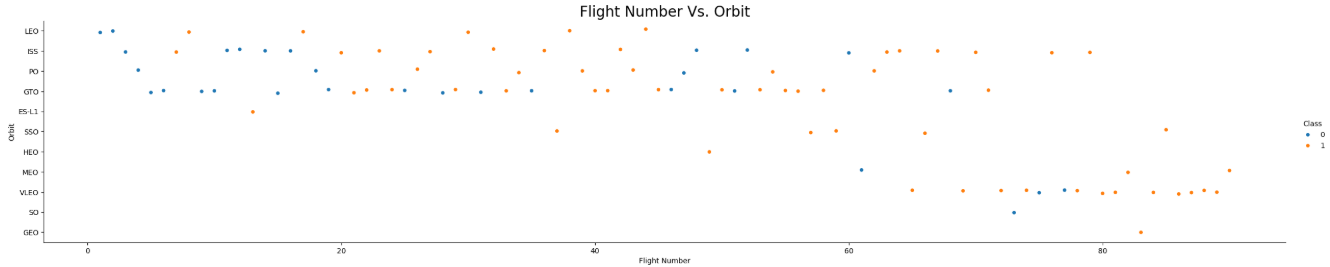 Flight Number Vs. Orbit
LEO
ISS
PO
GTO
ES-L1
SSO
HEO
MEO
VLEO
SO
GEO
Orbit
0
20
40
60
80
Flight Number
Class
0
1